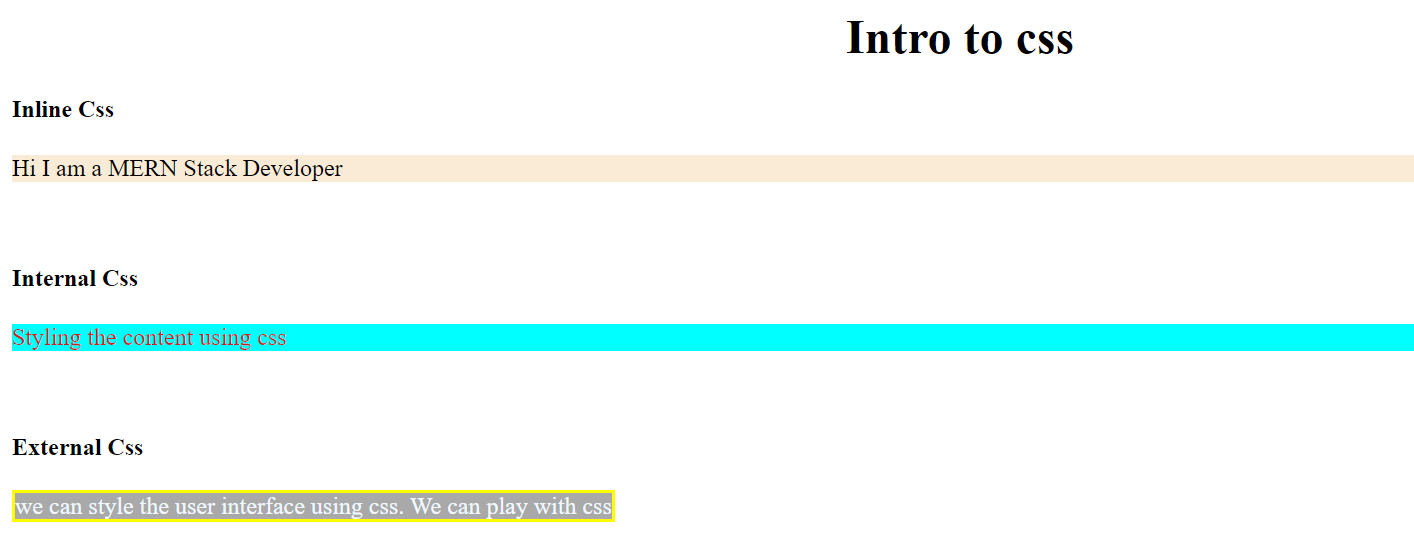 Intro to css
Inline Css
Hi I am a MERN Stack Developer
Internal Css
Styling the content using css
External Css
we can style the user interface using css. We can play with css